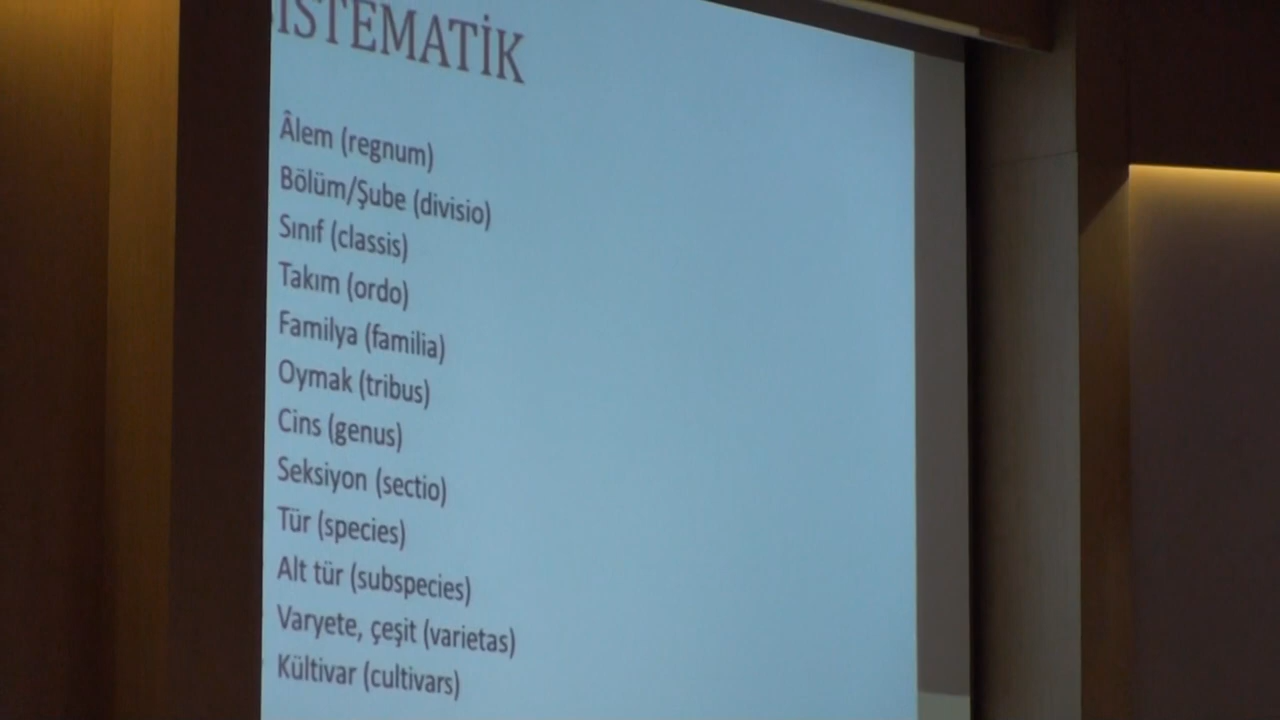 İSTEMATİK
Âlem (regnum)
Bölüm/Şube (divisio)
Sınıf (classis)
Takım (ordo)
Familya (familia)
Oymak (tribus)
Cins (genus)
Seksiyon (sectio)
Tür (species)
Alt tür (subspecies)
Varyete, çeşit (varietas)
Kültivar (cultivars)